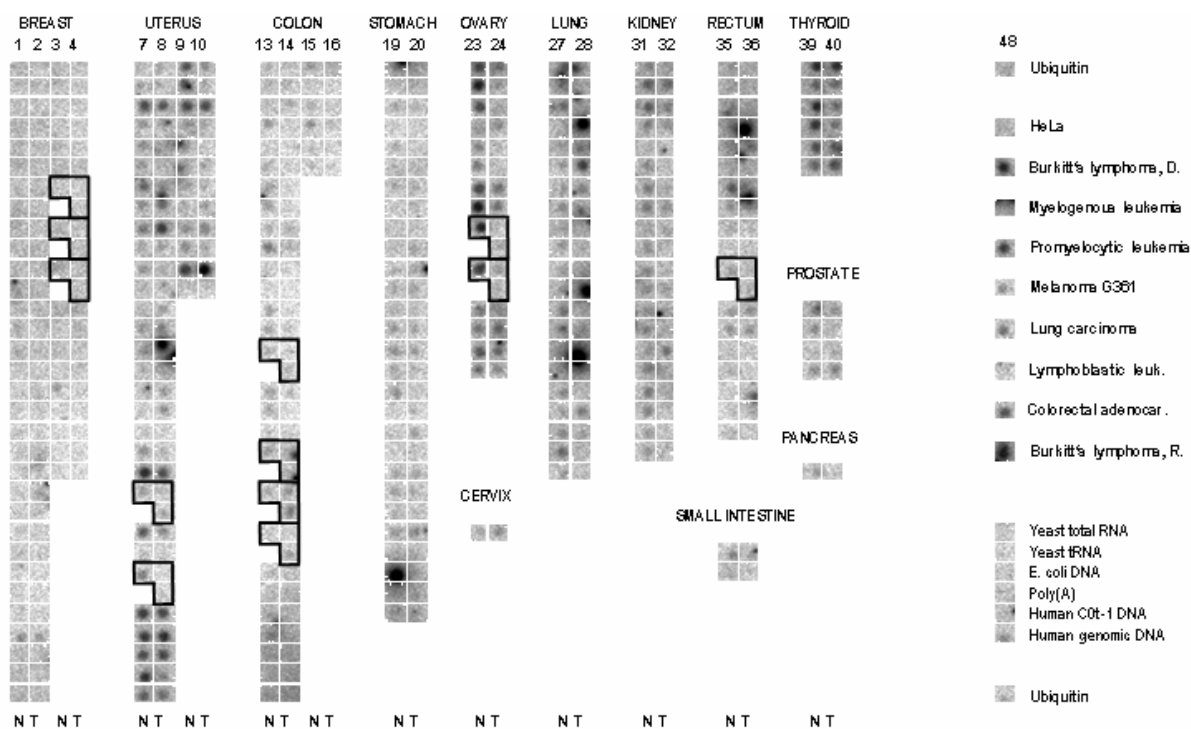 BREAST UTERUS COLON STOMACH OVARY LUNG KIDNEY RECTUM THYROID
1 2 3 4 7 8 9 10 13 14 15 16 19 20 23 24 27 28 31 32 35 36 39 40 48
Ubiquitin
HeLa
Burkitt's lymphoma, D.
Myelogenous leukemia
Promyelocytic leukemia
PROSTATE
Melanoma G361
Lung carcinoma
Lymphoblastic leuk.
Colorectal adenocar.
PANCREAS
Burkitt's lymphoma, R.
CERVIX
SMALL INTESTINE
Yeast total RNA
Yeast tRNA
E. coli DNA
Poly(A)
Human C0t-1 DNA
Human genomic DNA
Ubiquitin
N T N T N T N T N T N T N T N T N T N T N T N T